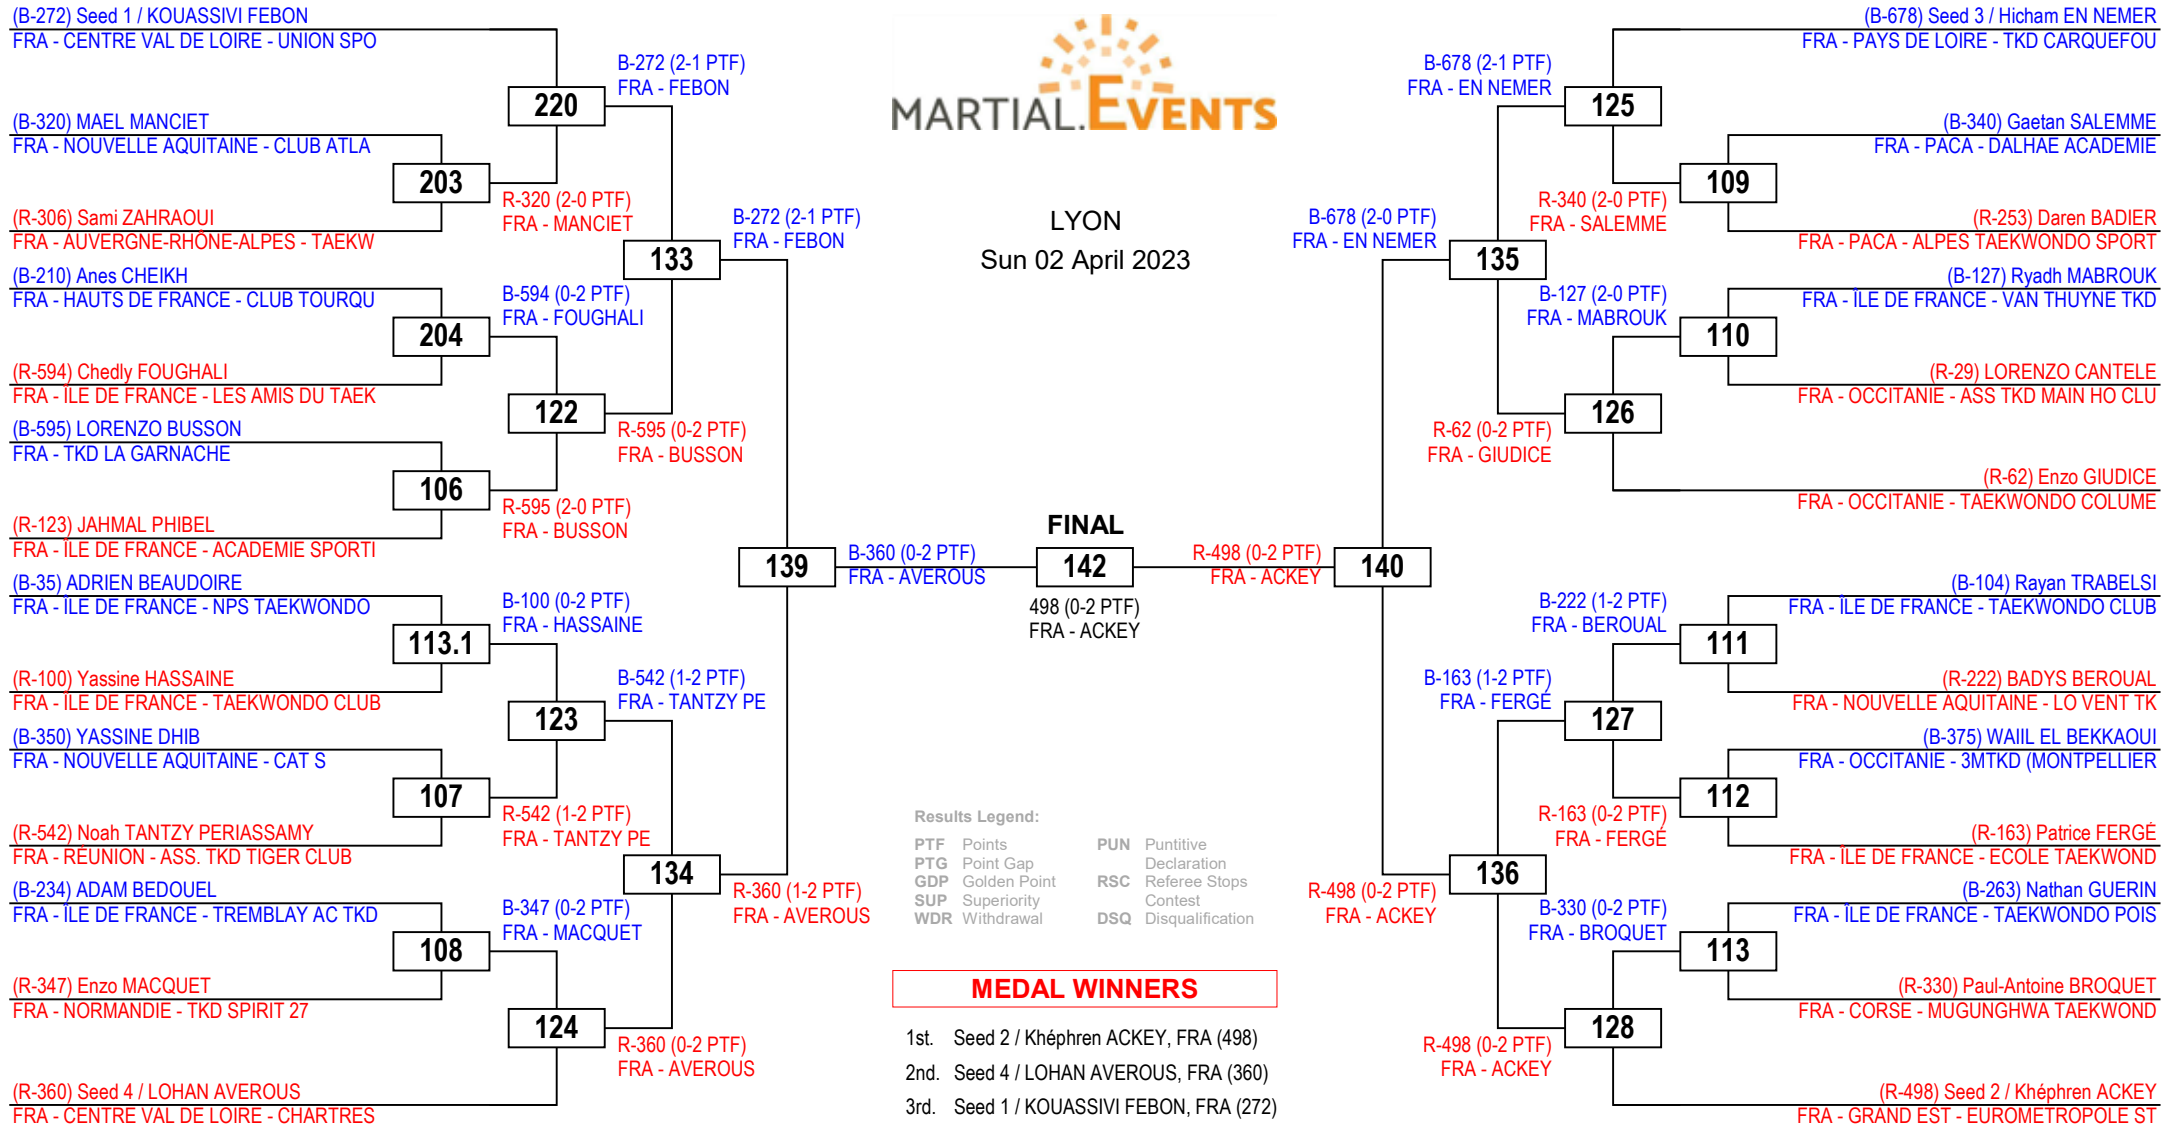 (B-272) Seed 1 / KOUASSIVI FEBON
FRA - CENTRE VAL DE LOIRE - UNION SPO
(B-320) MAEL MANCIET
FRA - NOUVELLE AQUITAINE - CLUB ATLA
(R-306) Sami ZAHRAOUI
FRA - AUVERGNE-RHÔNE-ALPES - TAEKW
(B-210) Anes CHEIKH
FRA - HAUTS DE FRANCE - CLUB TOURQU
(R-594) Chedly FOUGHALI
FRA - ÎLE DE FRANCE - LES AMIS DU TAEK
(B-595) LORENZO BUSSON
FRA - TKD LA GARNACHE
(R-123) JAHMAL PHIBEL
FRA - ÎLE DE FRANCE - ACADEMIE SPORTI
(B-35) ADRIEN BEAUDOIRE
FRA - ÎLE DE FRANCE - NPS TAEKWONDO
(R-100) Yassine HASSAINE
FRA - ÎLE DE FRANCE - TAEKWONDO CLUB
(B-350) YASSINE DHIB
FRA - NOUVELLE AQUITAINE - CAT S
(R-542) Noah TANTZY PERIASSAMY
FRA - RÉUNION - ASS. TKD TIGER CLUB
(B-234) ADAM BEDOUEL
FRA - ÎLE DE FRANCE - TREMBLAY AC TKD
(R-347) Enzo MACQUET
FRA - NORMANDIE - TKD SPIRIT 27
(R-360) Seed 4 / LOHAN AVEROUS
FRA - CENTRE VAL DE LOIRE - CHARTRES
203
204
106
113.1
107
108
R-320 (2-0 PTF)
FRA - MANCIET
B-594 (0-2 PTF)
FRA - FOUGHALI
R-595 (2-0 PTF)
FRA - BUSSON
B-100 (0-2 PTF)
FRA - HASSAINE
R-542 (1-2 PTF)
FRA - TANTZY PE
B-347 (0-2 PTF)
FRA - MACQUET
220
122
123
124
B-272 (2-1 PTF)
FRA - FEBON
R-595 (0-2 PTF)
FRA - BUSSON
B-542 (1-2 PTF)
FRA - TANTZY PE
R-360 (0-2 PTF)
FRA - AVEROUS
133
134
B-272 (2-1 PTF)
FRA - FEBON
R-360 (1-2 PTF)
FRA - AVEROUS
139
B-360 (0-2 PTF)
FRA - AVEROUS
MARTIAL.EVENTS
LYON
Sun 02 April 2023
FINAL
142
498 (0-2 PTF)
FRA - ACKEY
Results Legend:
PTF Points
PTG Point Gap
GDP Golden Point
SUP Superiority
WDR Withdrawal
PUN Puntitive
Declaration
RSC Referee Stops
Contest
DSQ Disqualification
MEDAL WINNERS
1st. Seed 2 / Khéphren ACKEY, FRA (498)
2nd. Seed 4 / LOHAN AVEROUS, FRA (360)
3rd. Seed 1 / KOUASSIVI FEBON, FRA (272)
R-498 (0-2 PTF)
FRA - ACKEY
140
B-678 (2-0 PTF)
FRA - EN NEMER
R-498 (0-2 PTF)
FRA - ACKEY
135
136
B-678 (2-1 PTF)
FRA - EN NEMER
R-62 (0-2 PTF)
FRA - GIUDICE
B-163 (1-2 PTF)
FRA - FERGÉ
R-498 (0-2 PTF)
FRA - ACKEY
125
126
127
128
R-340 (2-0 PTF)
FRA - SALEMME
B-127 (2-0 PTF)
FRA - MABROUK
B-222 (1-2 PTF)
FRA - BEROUAL
R-163 (0-2 PTF)
FRA - FERGÉ
B-330 (0-2 PTF)
FRA - BROQUET
109
110
111
112
113
(B-678) Seed 3 / Hicham EN NEMER
FRA - PAYS DE LOIRE - TKD CARQUEFOU
(B-340) Gaetan SALEMME
FRA - PACA - DALHAE ACADEMIE
(R-253) Daren BADIER
FRA - PACA - ALPES TAEKWONDO SPORT
(B-127) Ryadh MABROUK
FRA - ÎLE DE FRANCE - VAN THUYNE TKD
(R-29) LORENZO CANTELE
FRA - OCCITANIE - ASS TKD MAIN HO CLU
(R-62) Enzo GIUDICE
FRA - OCCITANIE - TAEKWONDO COLUME
(B-104) Rayan TRABELSI
FRA - ÎLE DE FRANCE - TAEKWONDO CLUB
(R-222) BADYS BEROUAL
FRA - NOUVELLE AQUITAINE - LO VENT TK
(B-375) WAIIL EL BEKKAOUI
FRA - OCCITANIE - 3MTKD (MONTPELLIER
(R-163) Patrice FERGÉ
FRA - ÎLE DE FRANCE - ECOLE TAEKWOND
(B-263) Nathan GUERIN
FRA - ÎLE DE FRANCE - TAEKWONDO POIS
(R-330) Paul-Antoine BROQUET
FRA - CORSE - MUGUNGHWA TAEKWOND
(R-498) Seed 2 / Khéphren ACKEY
FRA - GRAND EST - EUROMETROPOLE ST